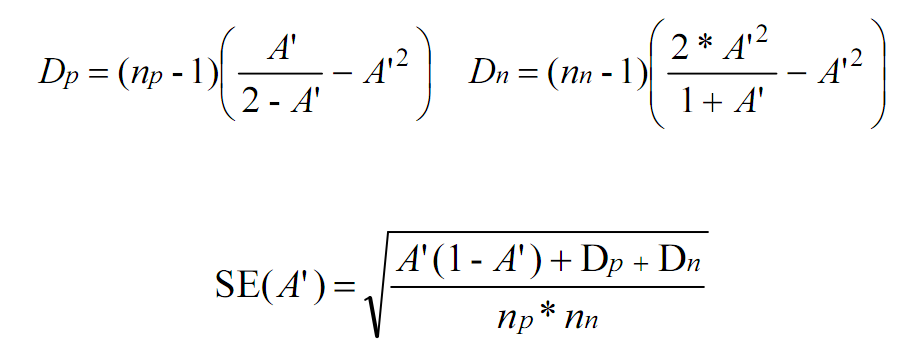 Dp = (np - 1)(A' / (2 - A') − A'²)   Dn = (nn - 1)(2 * A'² / (1 + A') − A'²)
SE(A') = √((A'(1 - A') + Dp + Dn) / (np * nn))